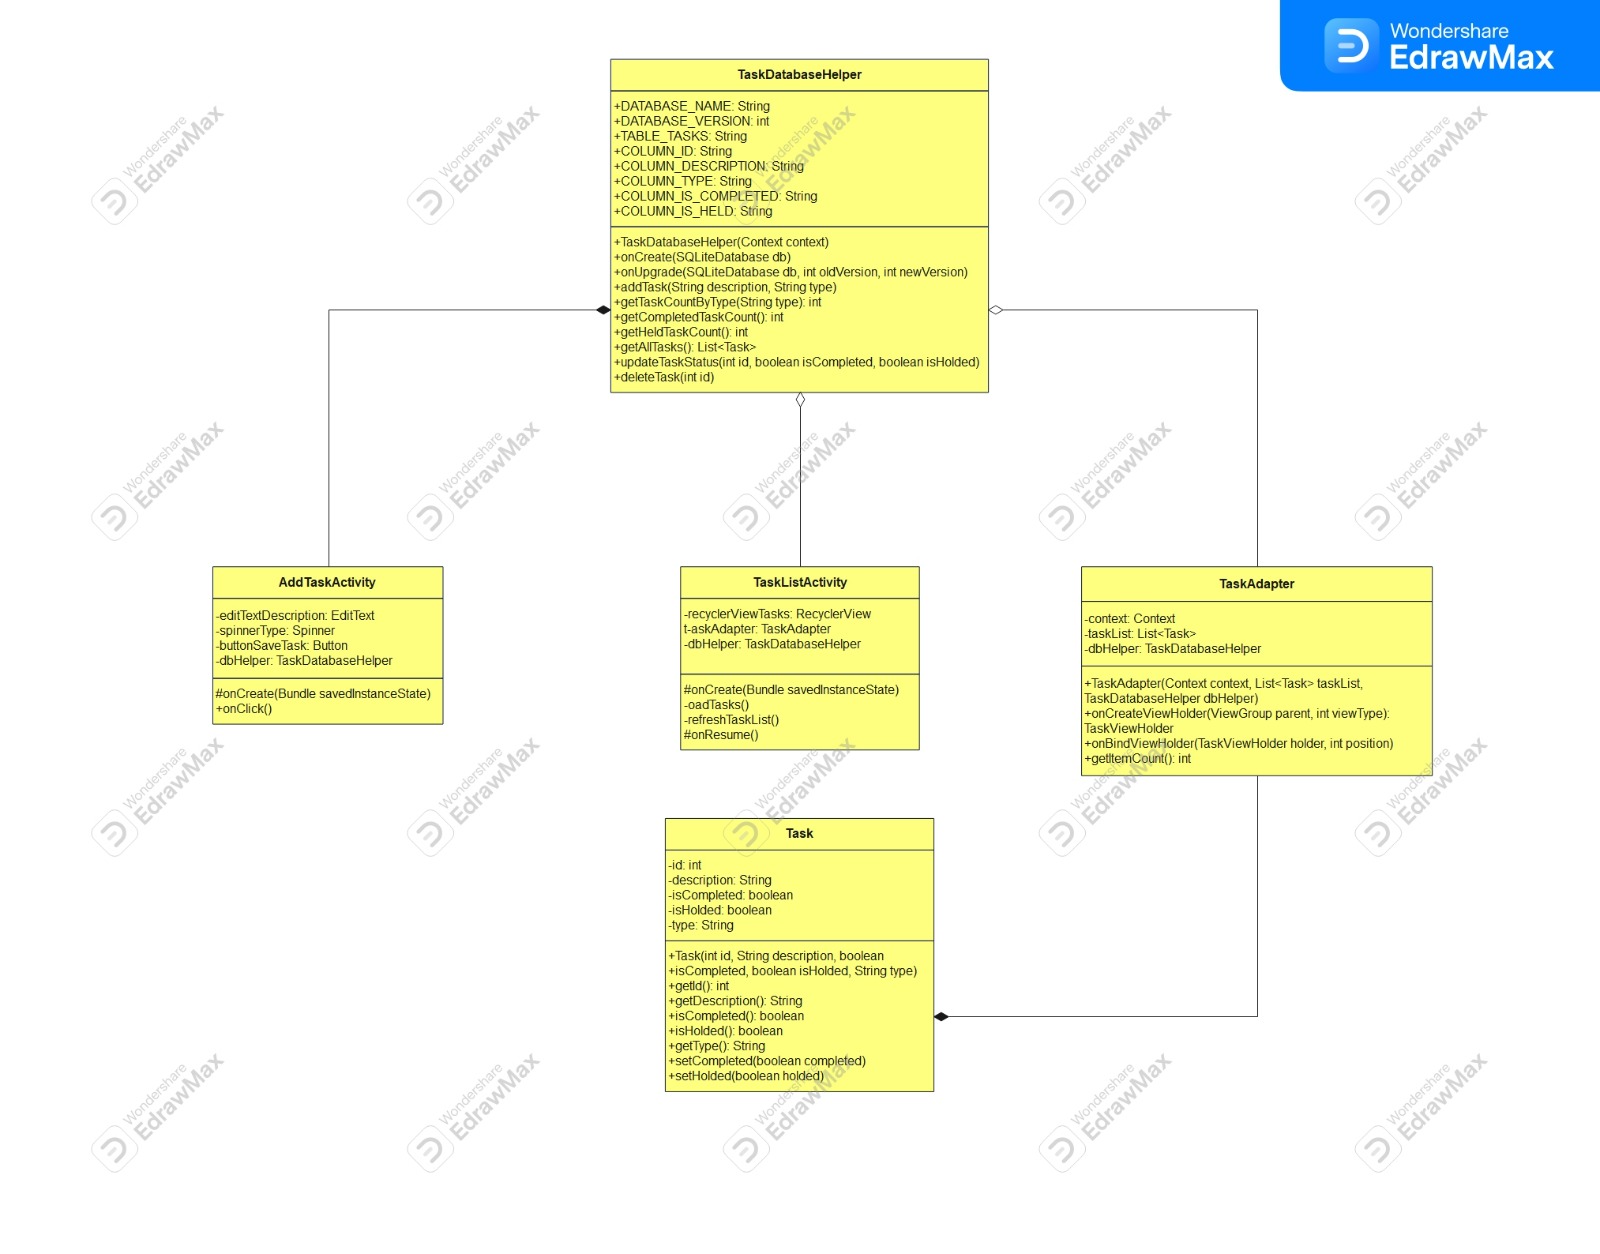 Wondershare
EdrawMax
TaskDatabaseHelper
+DATABASE_NAME: String
+DATABASE_VERSION: int
+TABLE_TASKS: String
+COLUMN_ID: String
+COLUMN_DESCRIPTION: String
+COLUMN_TYPE: String
+COLUMN_IS_COMPLETED: String
+COLUMN_IS_HELD: String
+TaskDatabaseHelper(Context context)
+onCreate(SQLiteDatabase db)
+onUpgrade(SQLiteDatabase db, int oldVersion, int newVersion)
+addTask(String description, String type)
+getTaskCountByType(String type): int
+getCompletedTaskCount(): int
+getHeldTaskCount(): int
+getAllTasks(): List<Task>
+updateTaskStatus(int id, boolean isCompleted, boolean isHolded)
+deleteTask(int id)
AddTaskActivity
-editTextDescription: EditText
-spinnerType: Spinner
-buttonSaveTask: Button
-dbHelper: TaskDatabaseHelper
#onCreate(Bundle savedInstanceState)
+onClick()
TaskListActivity
-recyclerViewTasks: RecyclerView
t-askAdapter: TaskAdapter
-dbHelper: TaskDatabaseHelper
#onCreate(Bundle savedInstanceState)
-oadTasks()
-refreshTaskList()
#onResume()
TaskAdapter
-context: Context
-taskList: List<Task>
-dbHelper: TaskDatabaseHelper
+TaskAdapter(Context context, List<Task> taskList,
TaskDatabaseHelper dbHelper)
+onCreateViewHolder(ViewGroup parent, int viewType):
TaskViewHolder
+onBindViewHolder(TaskViewHolder holder, int position)
+getItemCount(): int
Task
-id: int
-description: String
-isCompleted: boolean
-isHolded: boolean
-type: String
+Task(int id, String description, boolean
+isCompleted, boolean isHolded, String type)
+getId(): int
+getDescription(): String
+isCompleted(): boolean
+isHolded(): boolean
+getType(): String
+setCompleted(boolean completed)
+setHolded(boolean holded)